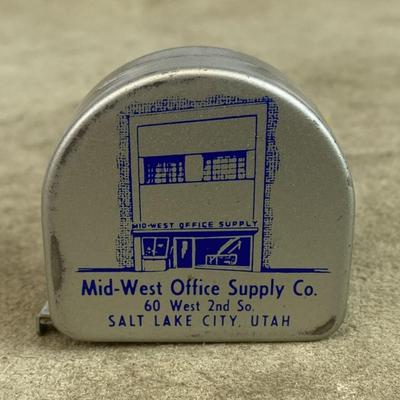 MID-WEST OFFICE SUPPLY
Mid-West Office Supply Co.
60 West 2nd So.
SALT LAKE CITY, UTAH